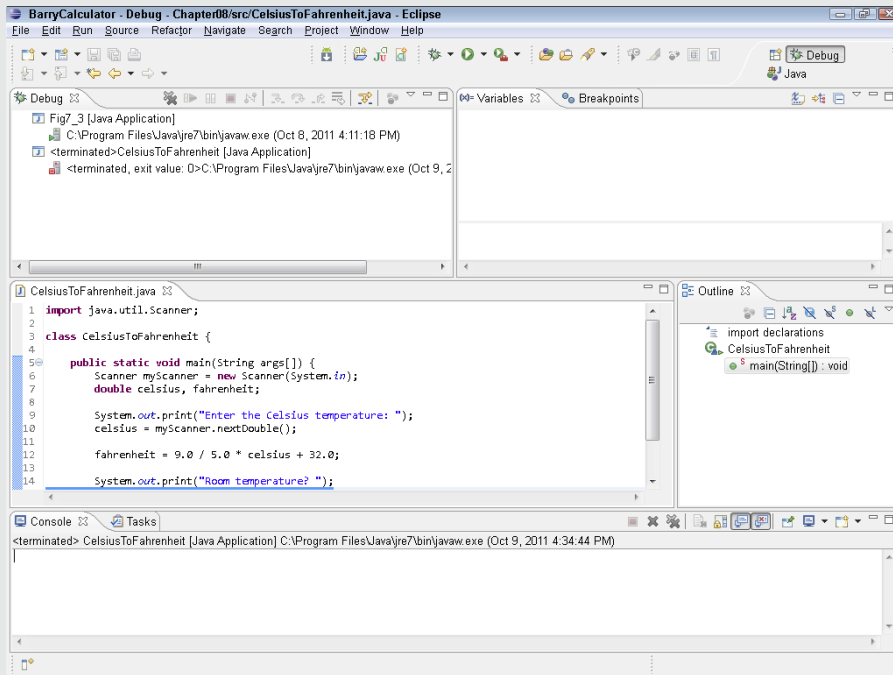 BarryCalculator - Debug - Chapter08/src/CelsiusToFahrenheit.java - Eclipse
File Edit Run Source Refactor Navigate Search Project Window Help
Debug
Java
Debug
Variables Breakpoints
Fig7_3 [Java Application]
C:\Program Files\Java\jre7\bin\javaw.exe (Oct 8, 2011 4:11:18 PM)
<terminated>CelsiusToFahrenheit [Java Application]
<terminated, exit value: 0>C:\Program Files\Java\jre7\bin\javaw.exe (Oct 9, 2
CelsiusToFahrenheit.java
Outline
1 import java.util.Scanner;
2
3 class CelsiusToFahrenheit {
4
5 public static void main(String args[]) {
6 Scanner myScanner = new Scanner(System.in);
7 double celsius, fahrenheit;
8
9 System.out.print("Enter the Celsius temperature: ");
10 celsius = myScanner.nextDouble();
11
12 fahrenheit = 9.0 / 5.0 * celsius + 32.0;
13
14 System.out.print("Room temperature? ");
import declarations
CelsiusToFahrenheit
S main(String[]) : void
Console Tasks
<terminated> CelsiusToFahrenheit [Java Application] C:\Program Files\Java\jre7\bin\javaw.exe (Oct 9, 2011 4:34:44 PM)